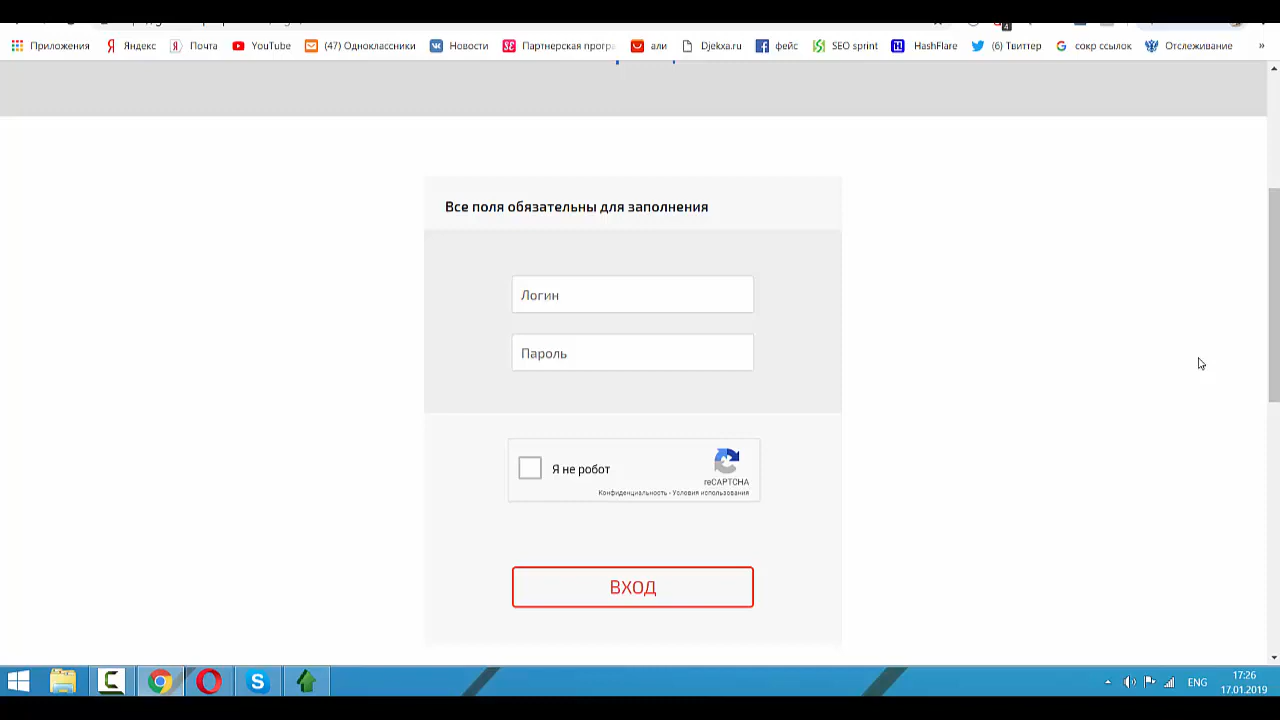 Приложения Яндекс Почта YouTube (47) Одноклассники Новости Партнерская прогр али Djekxa.ru фейс SEO sprint HashFlare (6) Твиттер сокр ссылок Отслеживание »
Все поля обязательны для заполнения
Логин
Пароль
Я не робот
reCAPTCHA
Конфиденциальность - Условия использования
ВХОД
ENG
17:26
17.01.2019